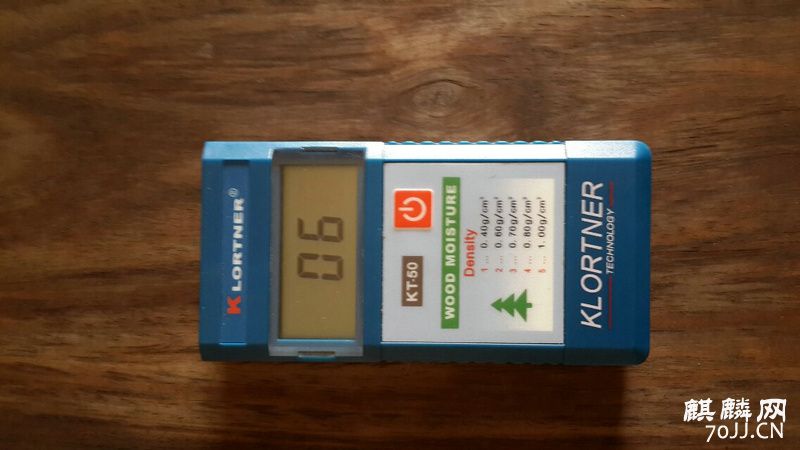 KLORTNER®
06
KT-50
WOOD MOISTURE
Density
1 ... 0.40g/cm³
2 ... 0.60g/cm³
3 ... 0.70g/cm³
4 ... 0.80g/cm³
5 ... 1.00g/cm³
KLORTNER
TECHNOLOGY
麒麟网
70JJ.CN